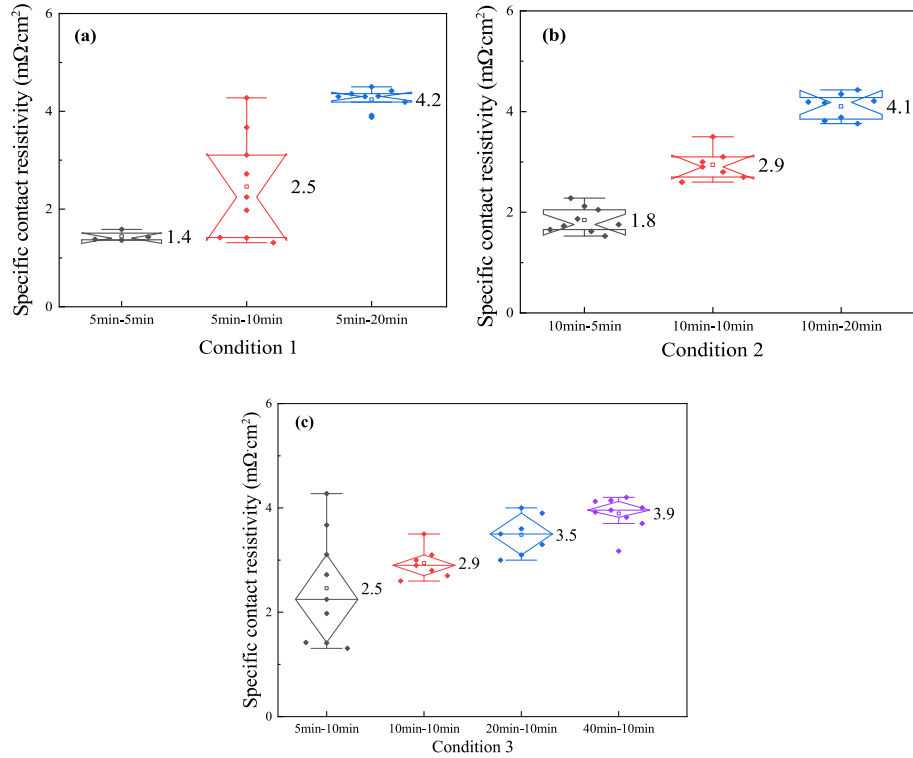 (a)
Specific contact resistivity (mΩ·cm²)
6
4
2
0
1.4
2.5
4.2
5min-5min
5min-10min
5min-20min
Condition 1
(b)
Specific contact resistivity (mΩ·cm²)
6
4
2
0
1.8
2.9
4.1
10min-5min
10min-10min
10min-20min
Condition 2
(c)
Specific contact resistivity (mΩ·cm²)
6
4
2
0
2.5
2.9
3.5
3.9
5min-10min
10min-10min
20min-10min
40min-10min
Condition 3